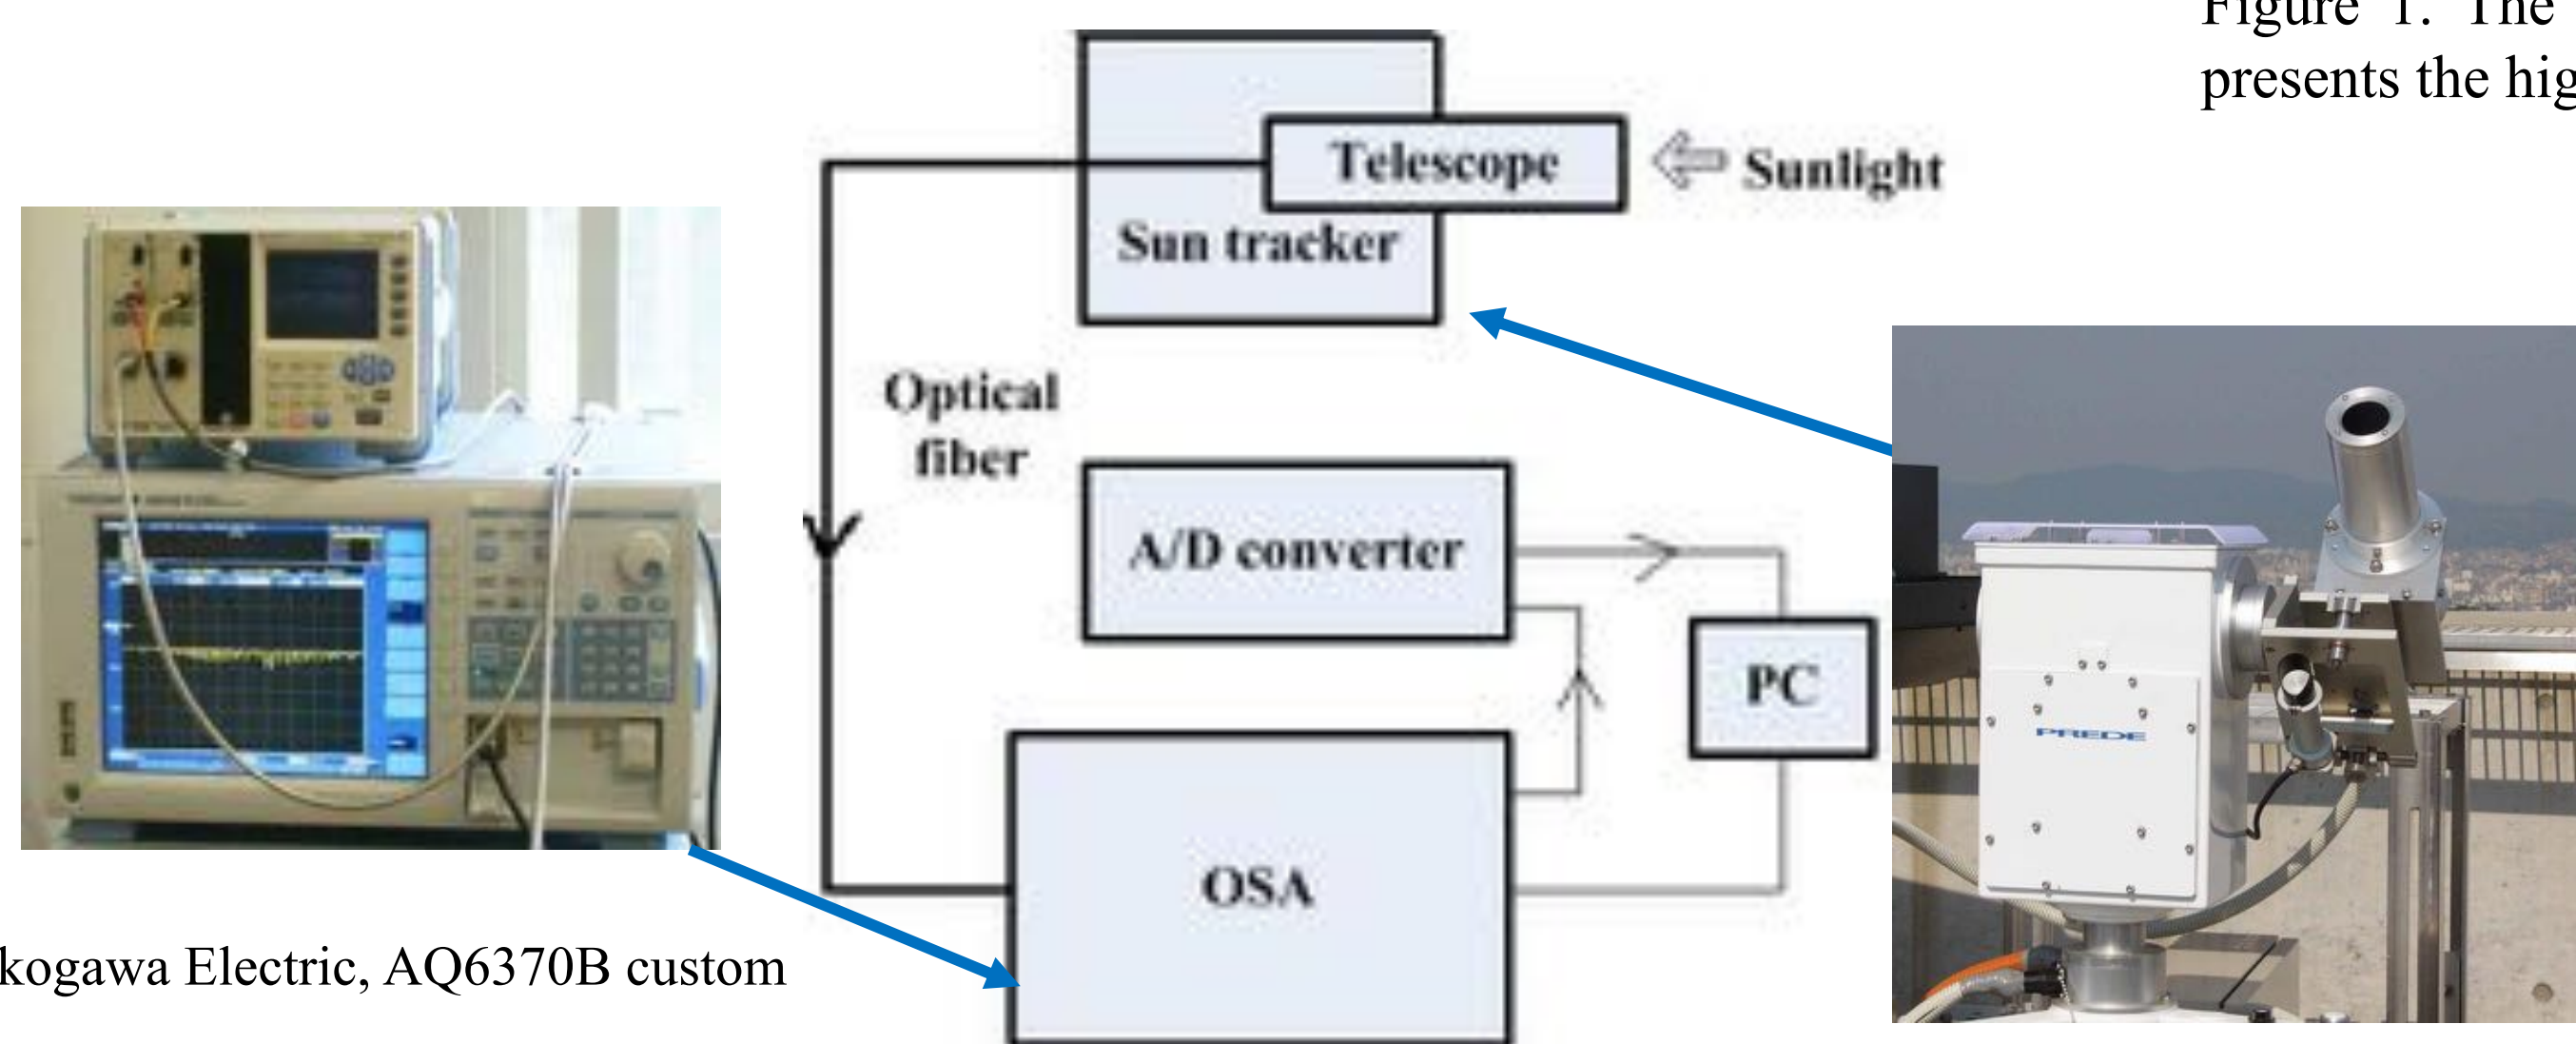 Figure 1. The
presents the hig
Telescope
Sunlight
Sun tracker
Optical
fiber
A/D converter
PC
OSA
PREDE
kogawa Electric, AQ6370B custom